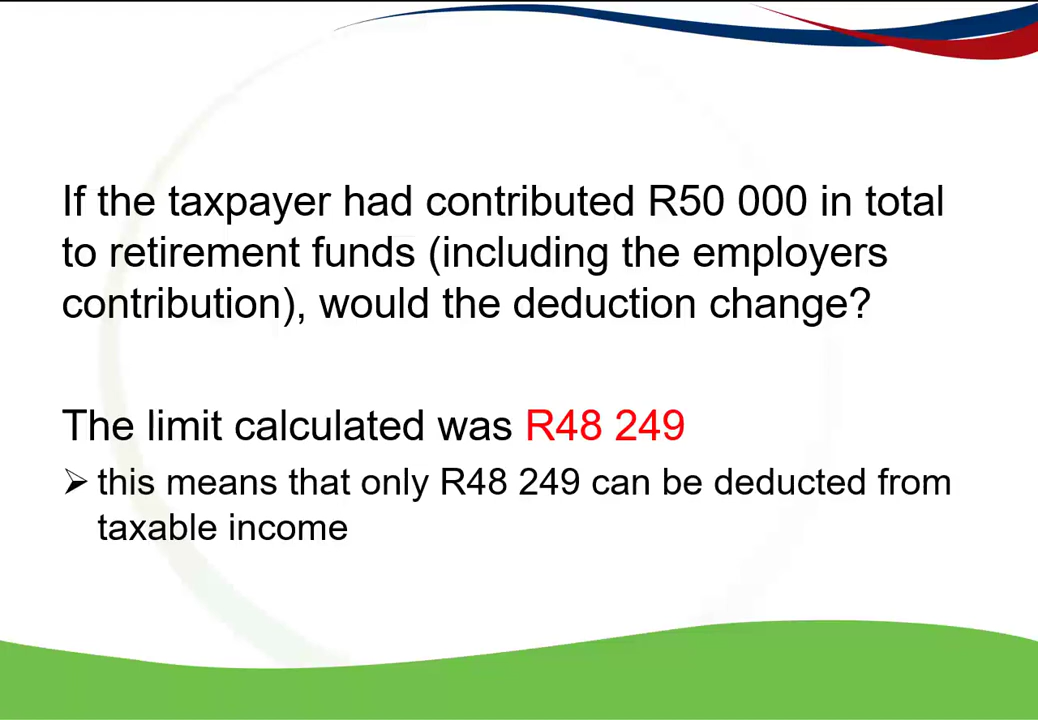 If the taxpayer had contributed R50 000 in total
to retirement funds (including the employers
contribution), would the deduction change?
The limit calculated was R48 249
➢ this means that only R48 249 can be deducted from
taxable income